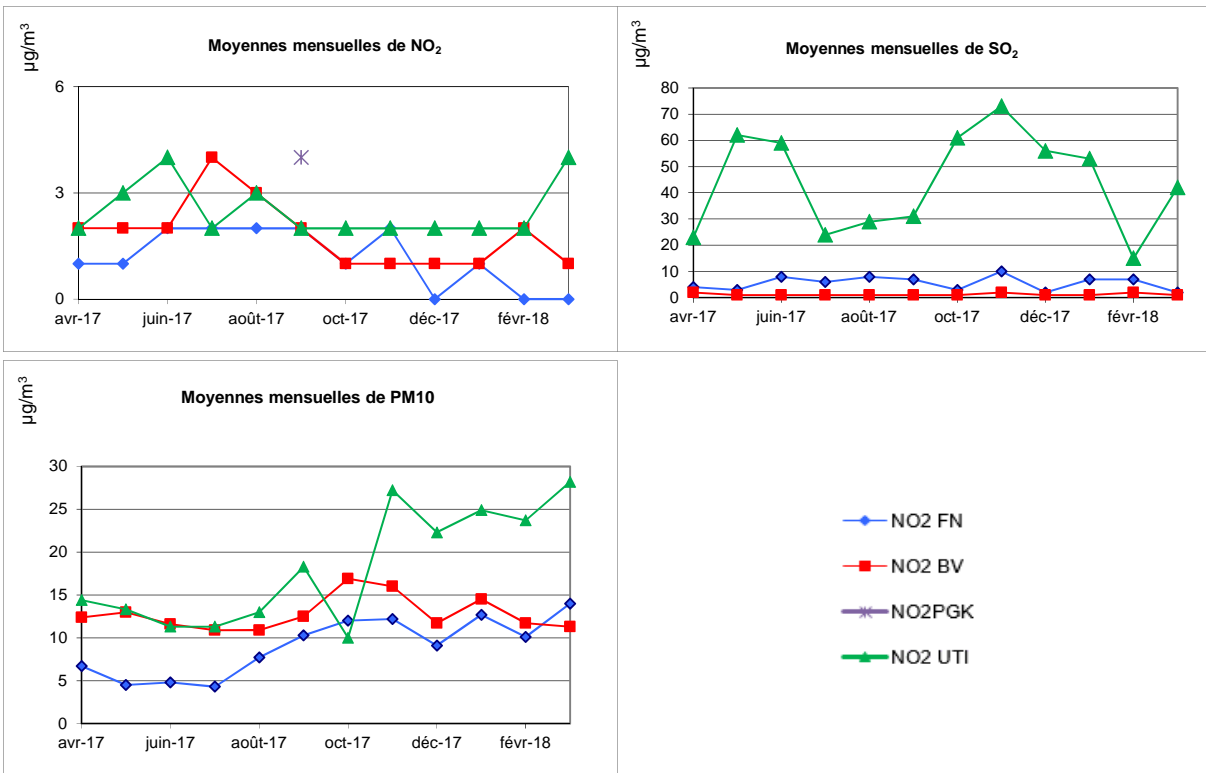 µg/m³
Moyennes mensuelles de NO₂
6
3
0
avr-17 juin-17 août-17 oct-17 déc-17 févr-18
µg/m³
Moyennes mensuelles de SO₂
80
70
60
50
40
30
20
10
0
avr-17 juin-17 août-17 oct-17 déc-17 févr-18
µg/m³
Moyennes mensuelles de PM10
30
25
20
15
10
5
0
avr-17 juin-17 août-17 oct-17 déc-17 févr-18
NO2 FN
NO2 BV
NO2PGK
NO2 UTI